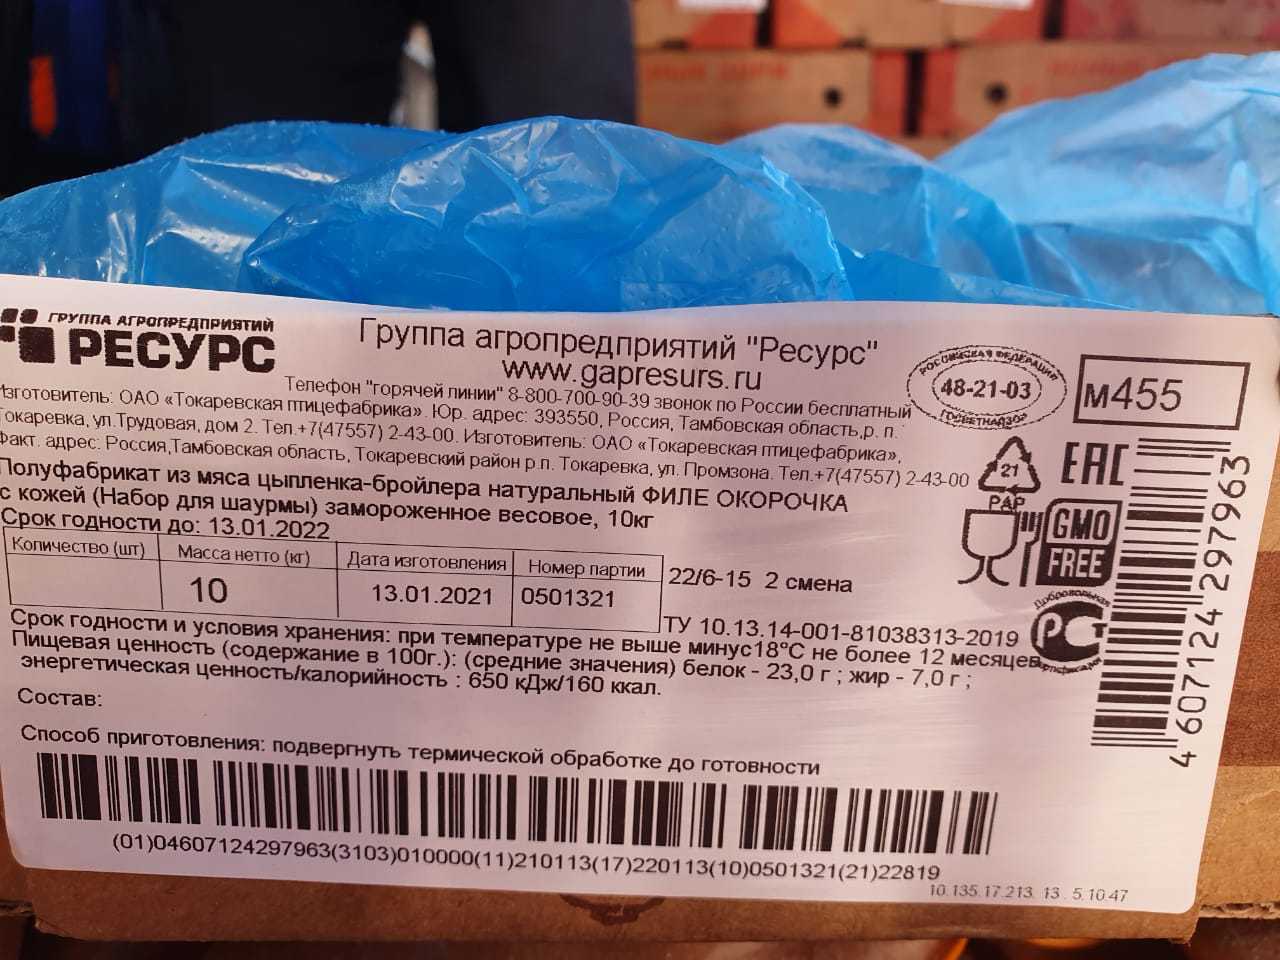 ГРУППА АГРОПРЕДПРИЯТИЙ
РЕСУРС
Группа агропредприятий "Ресурс"
www.gapresurs.ru
Телефон "горячей линии" 8-800-700-90-39 звонок по России бесплатный
Изготовитель: ОАО «Токаревская птицефабрика». Юр. адрес: 393550, Россия, Тамбовская область,р. п.
Токаревка, ул.Трудовая, дом 2. Тел.+7(47557) 2-43-00. Изготовитель: ОАО «Токаревская птицефабрика»,
Факт. адрес: Россия,Тамбовская область, Токаревский район р.п. Токаревка, ул. Промзона. Тел.+7(47557) 2-43-00
РОССИЙСКАЯ ФЕДЕРАЦИЯ
48-21-03
ГОСВЕТНАДЗОР
м455
Полуфабрикат из мяса цыпленка-бройлера натуральный ФИЛЕ ОКОРОЧКА
с кожей (Набор для шаурмы) замороженное весовое, 10кг
Срок годности до: 13.01.2022
21
PAP
EAC
GMO
FREE
Количество (шт) Масса нетто (кг) Дата изготовления Номер партии
10 13.01.2021 0501321
22/6-15 2 смена
ТУ 10.13.14-001-81038313-2019
Добровольная
РСТ
сертификация
4 607124 297963
Срок годности и условия хранения: при температуре не выше минус18°С не более 12 месяцев
Пищевая ценность (содержание в 100г.): (средние значения) белок - 23,0 г ; жир - 7,0 г ;
энергетическая ценность/калорийность : 650 кДж/160 ккал.
Состав:
Способ приготовления: подвергнуть термической обработке до готовности
(01)04607124297963(3103)010000(11)210113(17)220113(10)0501321(21)22819
10.135.17.213. 13 . 5.10.47